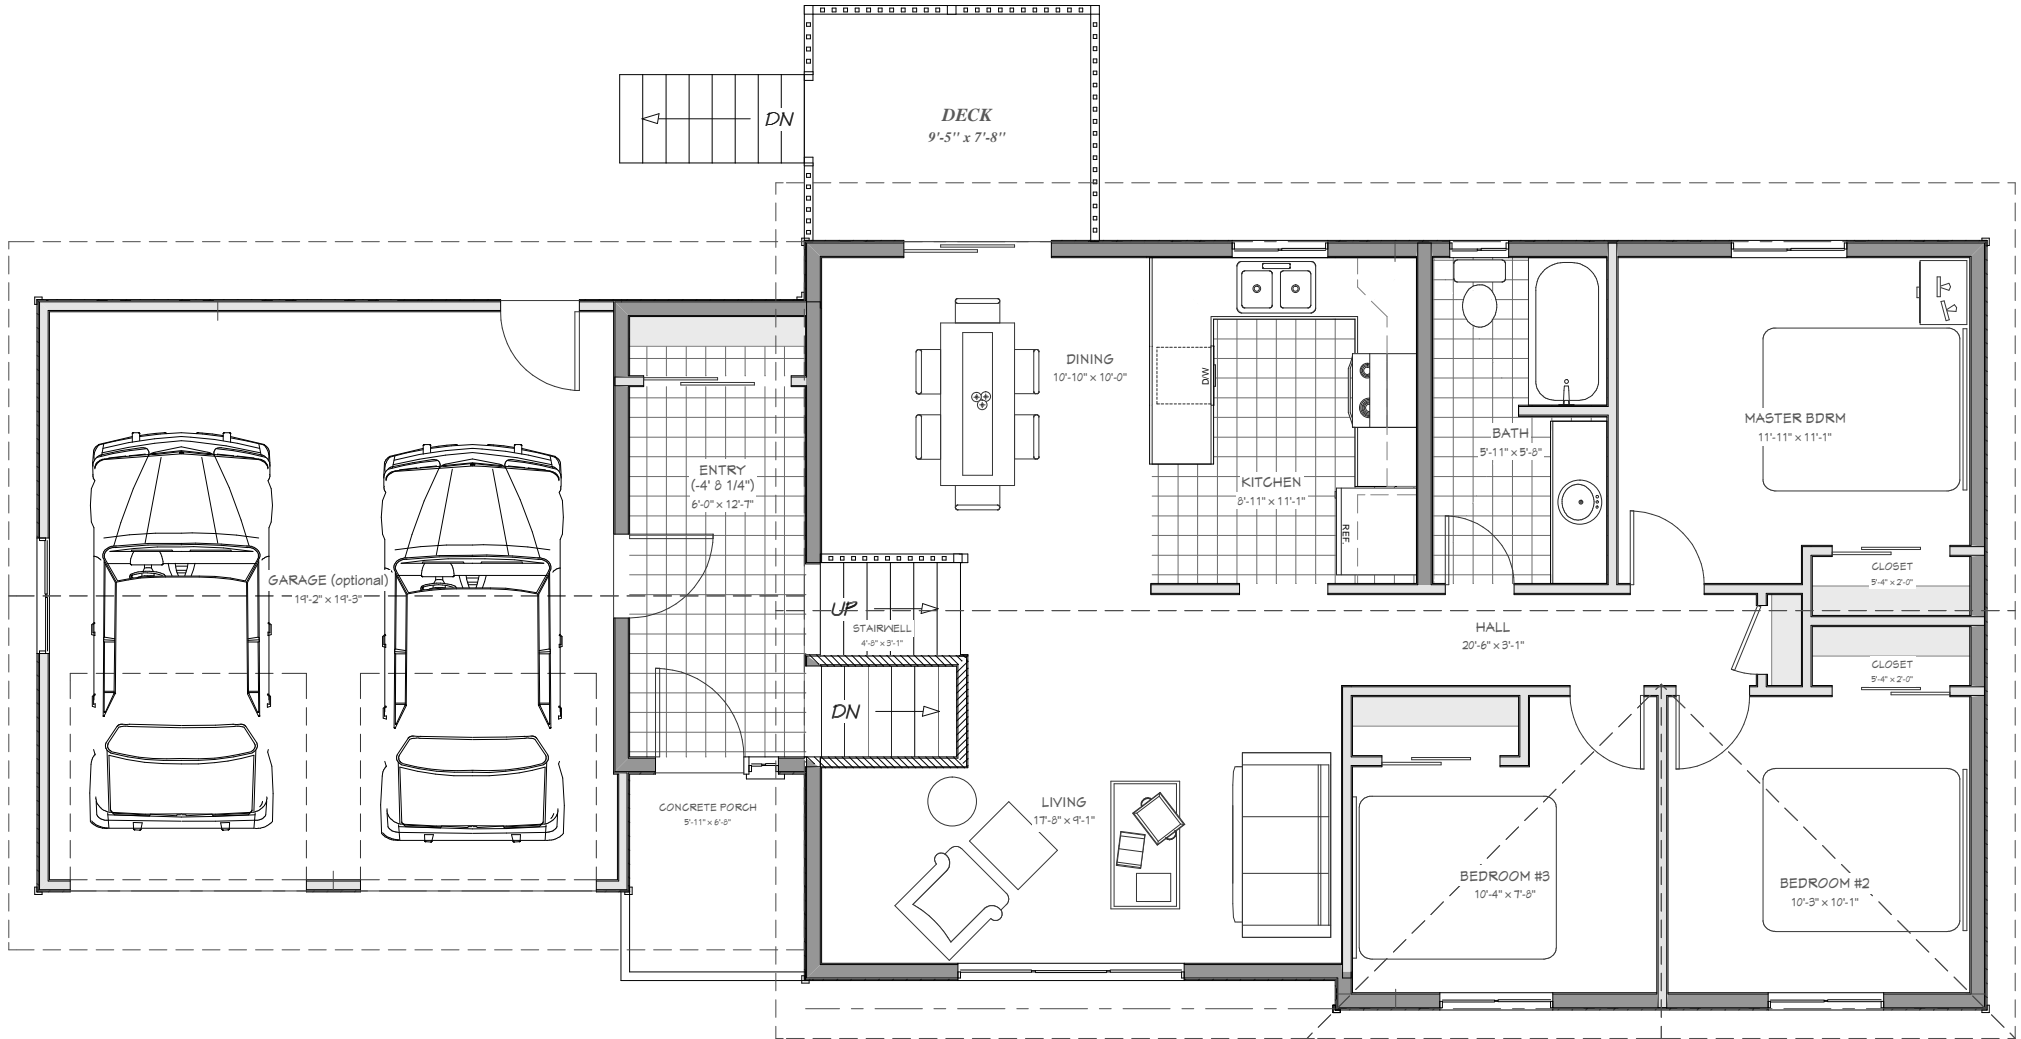 DECK
9'-5" x 7'-8"
DN
DINING
10'-10" x 10'-0"
D/W
KITCHEN
8'-11" x 11'-1"
REF.
BATH
5'-11" x 5'-8"
MASTER BDRM
11'-11" x 11'-1"
ENTRY
(-4' 8 1/4")
6'-0" x 12'-7"
GARAGE (optional)
19'-2" x 19'-3"
CLOSET
5'-4" x 2'-0"
UP
STAIRWELL
4'-8" x 3'-1"
HALL
20'-6" x 3'-1"
CLOSET
5'-4" x 2'-0"
DN
CONCRETE PORCH
5'-11" x 6'-8"
LIVING
17'-8" x 9'-1"
BEDROOM #3
10'-4" x 7'-8"
BEDROOM #2
10'-3" x 10'-1"